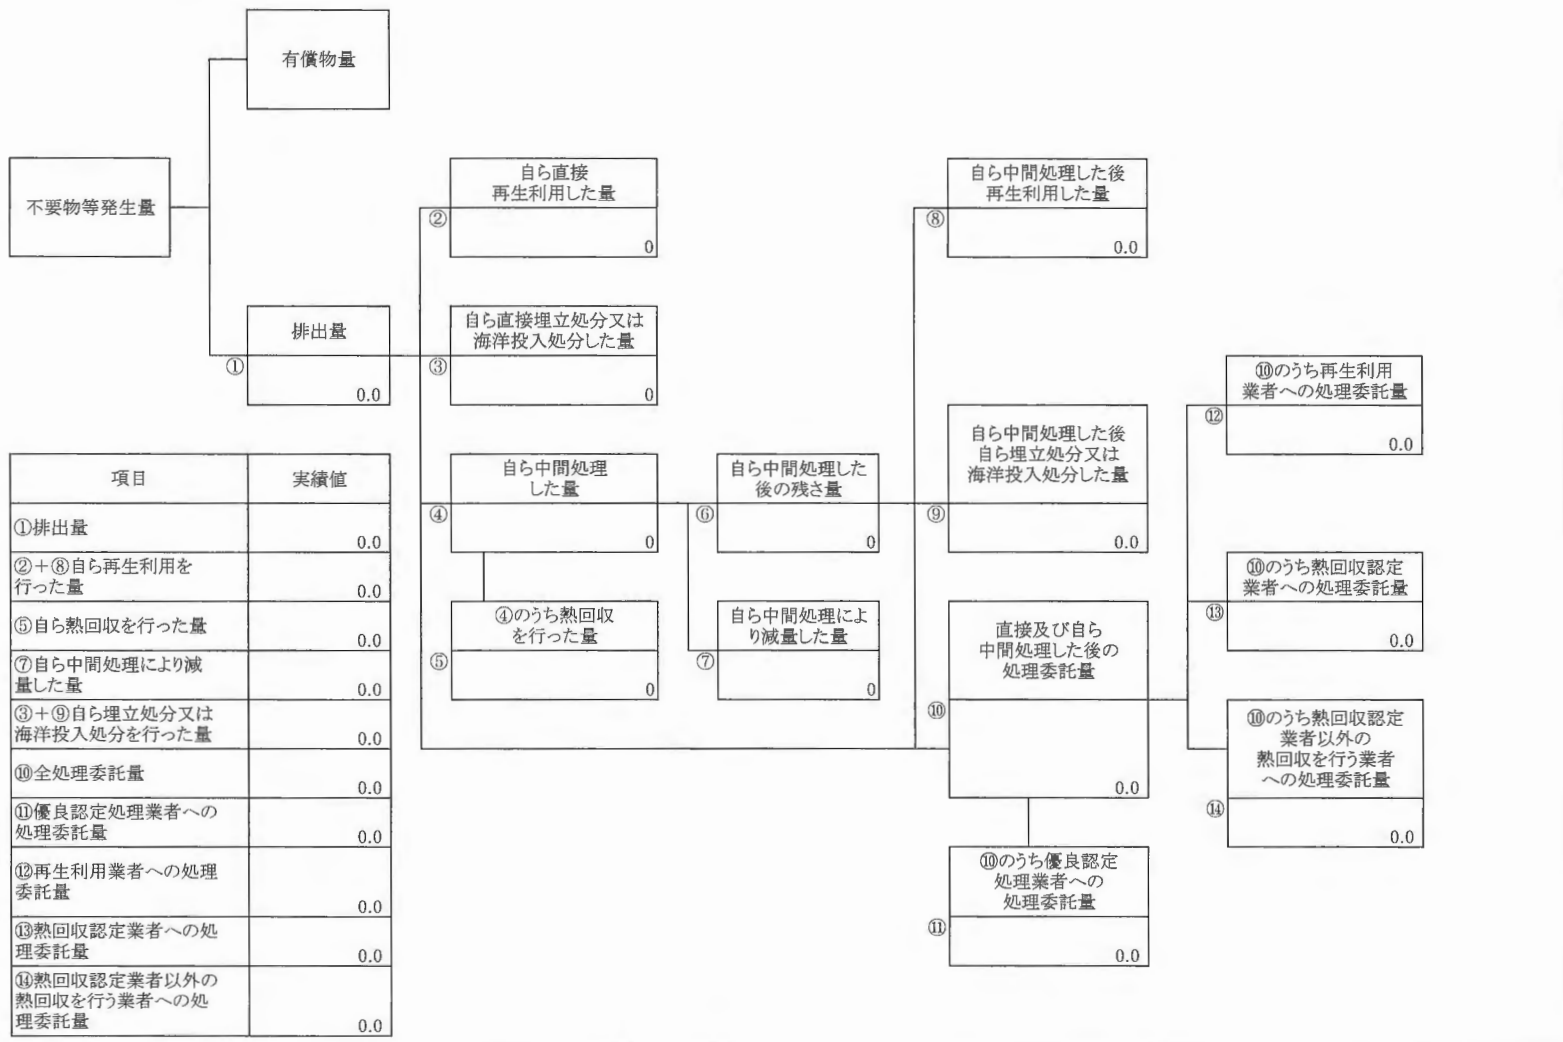 有償物量
不要物等発生量
自ら直接
再生利用した量
②
0
自ら中間処理した後
再生利用した量
⑧
0.0
排出量
①
0.0
自ら直接埋立処分又は
海洋投入処分した量
③
0
⑩のうち再生利用
業者への処理委託量
⑫
0.0
自ら中間処理
した量
④
0
自ら中間処理した
後の残さ量
⑥
0
自ら中間処理した後
自ら埋立処分又は
海洋投入処分した量
⑨
0.0
⑩のうち熱回収認定
業者への処理委託量
⑬
0.0
④のうち熱回収
を行った量
⑤
0
自ら中間処理によ
り減量した量
⑦
0
直接及び自ら
中間処理した後の
処理委託量
⑩
0.0
⑩のうち熱回収認定
業者以外の
熱回収を行う業者
への処理委託量
⑭
0.0
⑩のうち優良認定
処理業者への
処理委託量
⑪
0.0
項目 実績値
①排出量
0.0
②+⑧自ら再生利用を
行った量
0.0
⑤自ら熱回収を行った量
0.0
⑦自ら中間処理により減
量した量
0.0
③+⑨自ら埋立処分又は
海洋投入処分を行った量
0.0
⑩全処理委託量
0.0
⑪優良認定処理業者への
処理委託量
0.0
⑫再生利用業者への処理
委託量
0.0
⑬熱回収認定業者への処
理委託量
0.0
⑭熱回収認定業者以外の
熱回収を行う業者への処
理委託量
0.0